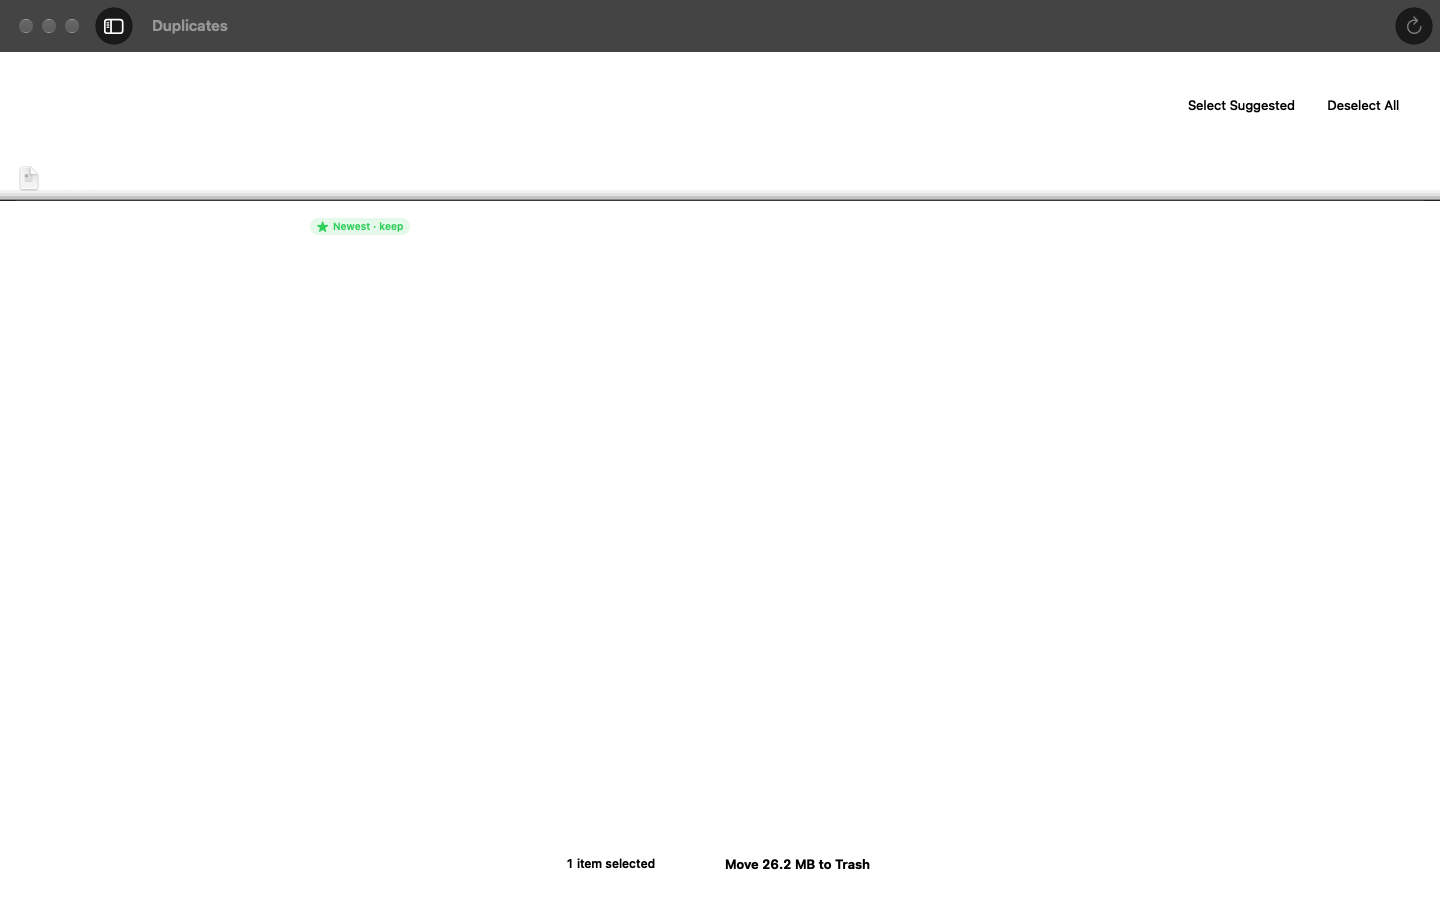 Duplicates
Select Suggested
Deselect All
Newest · keep
1 item selected
Move 26.2 MB to Trash